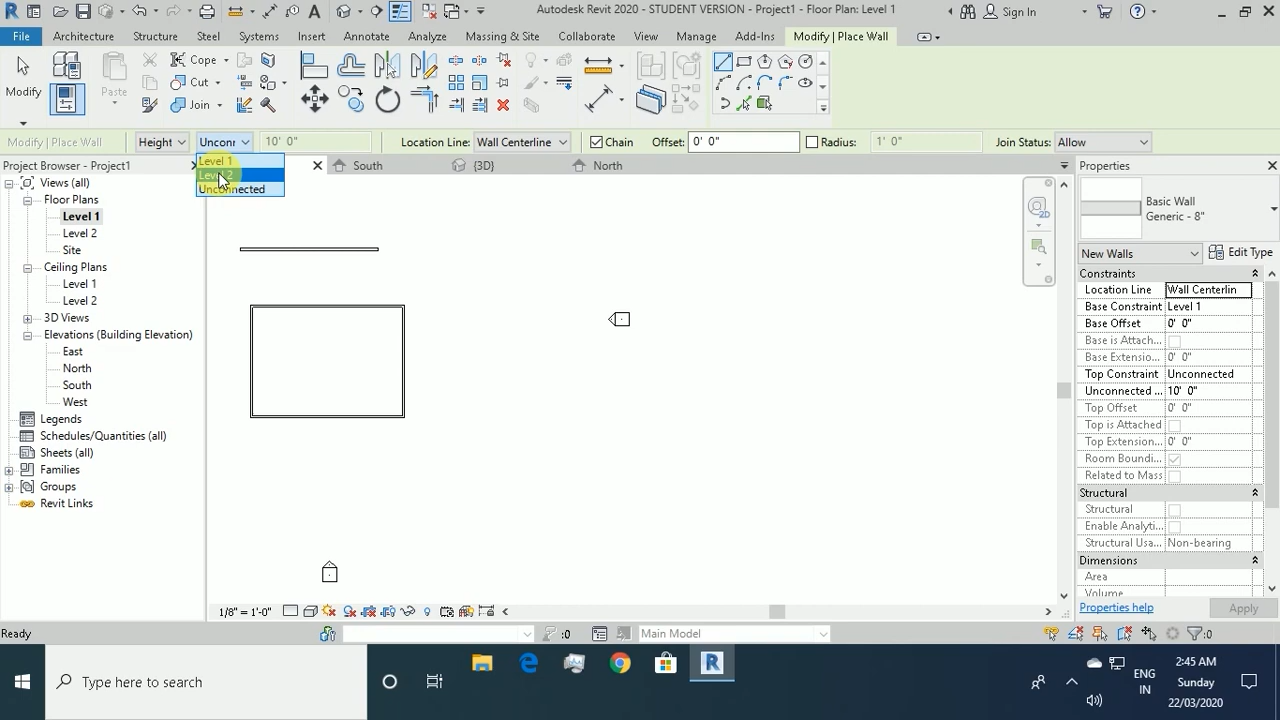 Autodesk Revit 2020 - STUDENT VERSION - Project1 - Floor Plan: Level 1
Sign In
File Architecture Structure Steel Systems Insert Annotate Analyze Massing & Site Collaborate View Manage Add-Ins Modify | Place Wall
Modify Paste Cope
Cut
Join
Modify | Place Wall Height Unconr 10' 0" Location Line: Wall Centerline Chain Offset: 0' 0" Radius: 1' 0" Join Status: Allow
Level 1
Level 2
Unconnected
Project Browser - Project1
South {3D} North
Properties
Views (all)
Floor Plans
Level 1
Level 2
Site
Ceiling Plans
Level 1
Level 2
3D Views
Elevations (Building Elevation)
East
North
South
West
Legends
Schedules/Quantities (all)
Sheets (all)
Families
Groups
Revit Links
2D
Basic Wall
Generic - 8"
New Walls Edit Type
Constraints
Location Line Wall Centerlin
Base Constraint Level 1
Base Offset 0' 0"
Base is Attach...
Base Extensio... 0' 0"
Top Constraint Unconnected
Unconnected ... 10' 0"
Top Offset 0' 0"
Top is Attached
Top Extension... 0' 0"
Room Boundi...
Related to Mass
Structural
Structural
Enable Analyti...
Structural Usa... Non-bearing
Dimensions
Area
Volume
Properties help Apply
1/8" = 1'-0"
Ready :0 Main Model :0
Type here to search
ENG
IN
2:45 AM
Sunday
22/03/2020